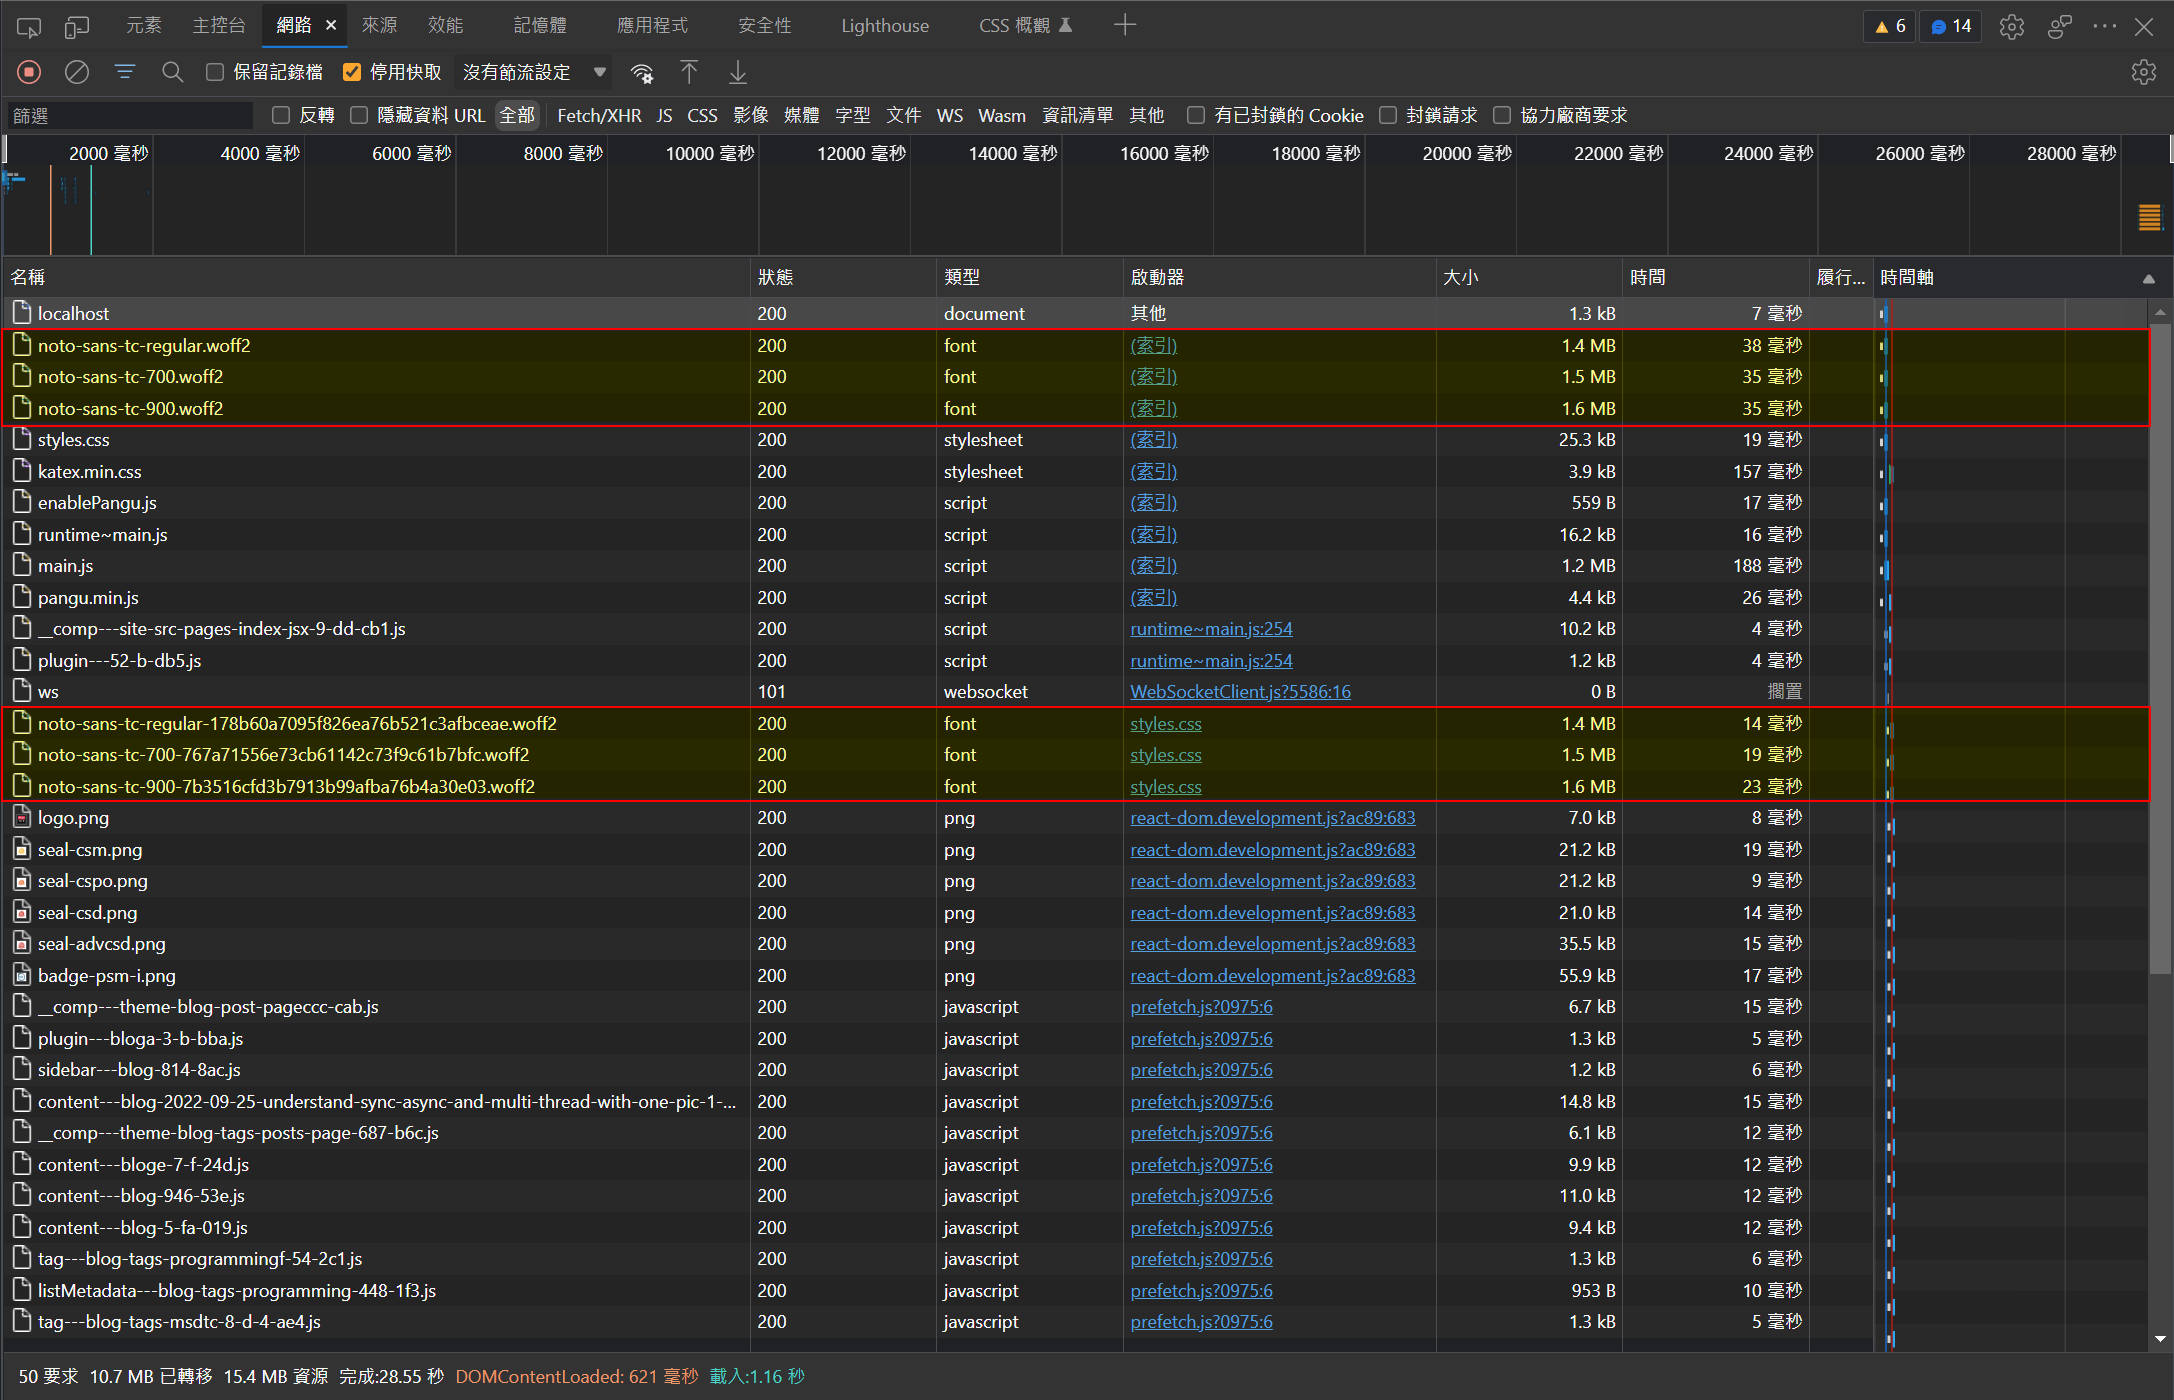 元素 主控台 網路 × 來源 效能 記憶體 應用程式 安全性 Lighthouse CSS 概觀 6 14
保留記錄檔 停用快取 沒有節流設定
篩選 反轉 隱藏資料 URL 全部 Fetch/XHR JS CSS 影像 媒體 字型 文件 WS Wasm 資訊清單 其他 有已封鎖的 Cookie 封鎖請求 協力廠商要求
2000 毫秒 4000 毫秒 6000 毫秒 8000 毫秒 10000 毫秒 12000 毫秒 14000 毫秒 16000 毫秒 18000 毫秒 20000 毫秒 22000 毫秒 24000 毫秒 26000 毫秒 28000 毫秒
名稱 狀態 類型 啟動器 大小 時間 履行... 時間軸
localhost 200 document 其他 1.3 kB 7 毫秒
noto-sans-tc-regular.woff2 200 font (索引) 1.4 MB 38 毫秒
noto-sans-tc-700.woff2 200 font (索引) 1.5 MB 35 毫秒
noto-sans-tc-900.woff2 200 font (索引) 1.6 MB 35 毫秒
styles.css 200 stylesheet (索引) 25.3 kB 19 毫秒
katex.min.css 200 stylesheet (索引) 3.9 kB 157 毫秒
enablePangu.js 200 script (索引) 559 B 17 毫秒
runtime~main.js 200 script (索引) 16.2 kB 16 毫秒
main.js 200 script (索引) 1.2 MB 188 毫秒
pangu.min.js 200 script (索引) 4.4 kB 26 毫秒
__comp---site-src-pages-index-jsx-9-dd-cb1.js 200 script runtime~main.js:254 10.2 kB 4 毫秒
plugin---52-b-db5.js 200 script runtime~main.js:254 1.2 kB 4 毫秒
ws 101 websocket WebSocketClient.js?5586:16 0 B 擱置
noto-sans-tc-regular-178b60a7095f826ea76b521c3afbceae.woff2 200 font styles.css 1.4 MB 14 毫秒
noto-sans-tc-700-767a71556e73cb61142c73f9c61b7bfc.woff2 200 font styles.css 1.5 MB 19 毫秒
noto-sans-tc-900-7b3516cfd3b7913b99afba76b4a30e03.woff2 200 font styles.css 1.6 MB 23 毫秒
logo.png 200 png react-dom.development.js?ac89:683 7.0 kB 8 毫秒
seal-csm.png 200 png react-dom.development.js?ac89:683 21.2 kB 19 毫秒
seal-cspo.png 200 png react-dom.development.js?ac89:683 21.2 kB 9 毫秒
seal-csd.png 200 png react-dom.development.js?ac89:683 21.0 kB 14 毫秒
seal-advcsd.png 200 png react-dom.development.js?ac89:683 35.5 kB 15 毫秒
badge-psm-i.png 200 png react-dom.development.js?ac89:683 55.9 kB 17 毫秒
__comp---theme-blog-post-pageccc-cab.js 200 javascript prefetch.js?0975:6 6.7 kB 15 毫秒
plugin---bloga-3-b-bba.js 200 javascript prefetch.js?0975:6 1.3 kB 5 毫秒
sidebar---blog-814-8ac.js 200 javascript prefetch.js?0975:6 1.2 kB 6 毫秒
content---blog-2022-09-25-understand-sync-async-and-multi-thread-with-one-pic-1-... 200 javascript prefetch.js?0975:6 14.8 kB 15 毫秒
__comp---theme-blog-tags-posts-page-687-b6c.js 200 javascript prefetch.js?0975:6 6.1 kB 12 毫秒
content---bloge-7-f-24d.js 200 javascript prefetch.js?0975:6 9.9 kB 12 毫秒
content---blog-946-53e.js 200 javascript prefetch.js?0975:6 11.0 kB 12 毫秒
content---blog-5-fa-019.js 200 javascript prefetch.js?0975:6 9.4 kB 12 毫秒
tag---blog-tags-programmingf-54-2c1.js 200 javascript prefetch.js?0975:6 1.3 kB 6 毫秒
listMetadata---blog-tags-programming-448-1f3.js 200 javascript prefetch.js?0975:6 953 B 10 毫秒
tag---blog-tags-msdtc-8-d-4-ae4.js 200 javascript prefetch.js?0975:6 1.3 kB 5 毫秒
50 要求 10.7 MB 已轉移 15.4 MB 資源 完成:28.55 秒 DOMContentLoaded: 621 毫秒 載入:1.16 秒